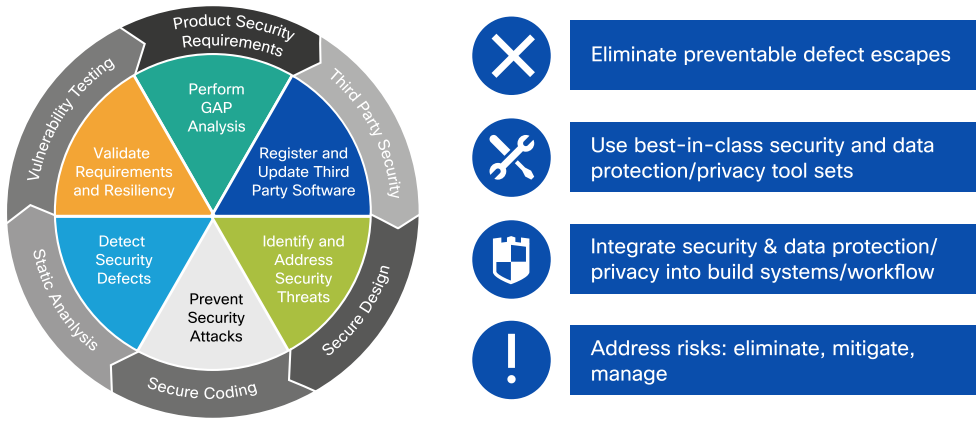 Product Security
Requirements
Third Party Security
Secure Design
Secure Coding
Static Ananlysis
Vulnerability Testing
Perform
GAP
Analysis
Register and
Update Third
Party Software
Identify and
Address
Security
Threats
Prevent
Security
Attacks
Detect
Security
Defects
Validate
Requirements
and Resiliency
Eliminate preventable defect escapes
Use best-in-class security and data
protection/privacy tool sets
Integrate security & data protection/
privacy into build systems/workflow
Address risks: eliminate, mitigate,
manage